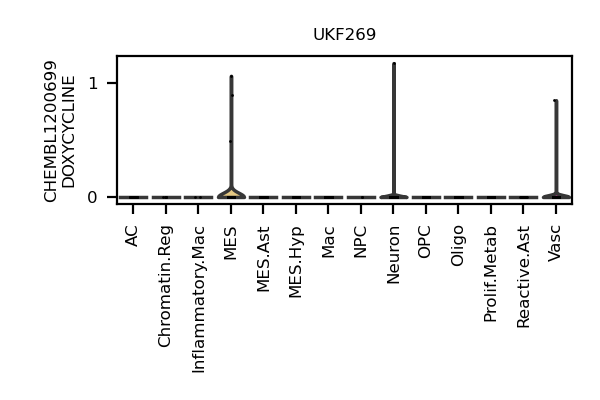 UKF269
CHEMBL1200699
DOXYCYCLINE
1
0
AC
Chromatin.Reg
Inflammatory.Mac
MES
MES.Ast
MES.Hyp
Mac
NPC
Neuron
OPC
Oligo
Prolif.Metab
Reactive.Ast
Vasc